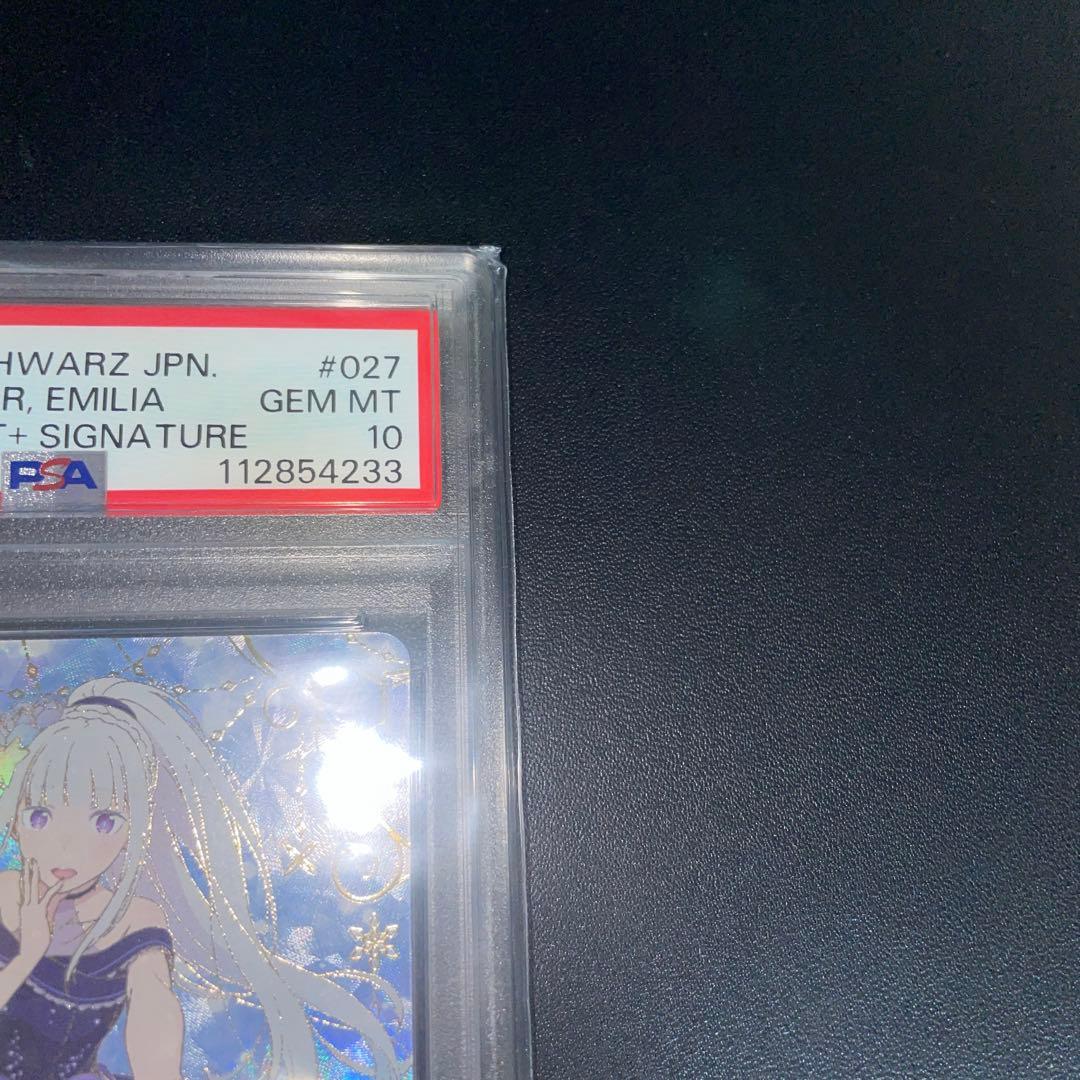 HWARZ JPN. #027
R, EMILIA GEM MT
T+ SIGNATURE 10
PSA 112854233